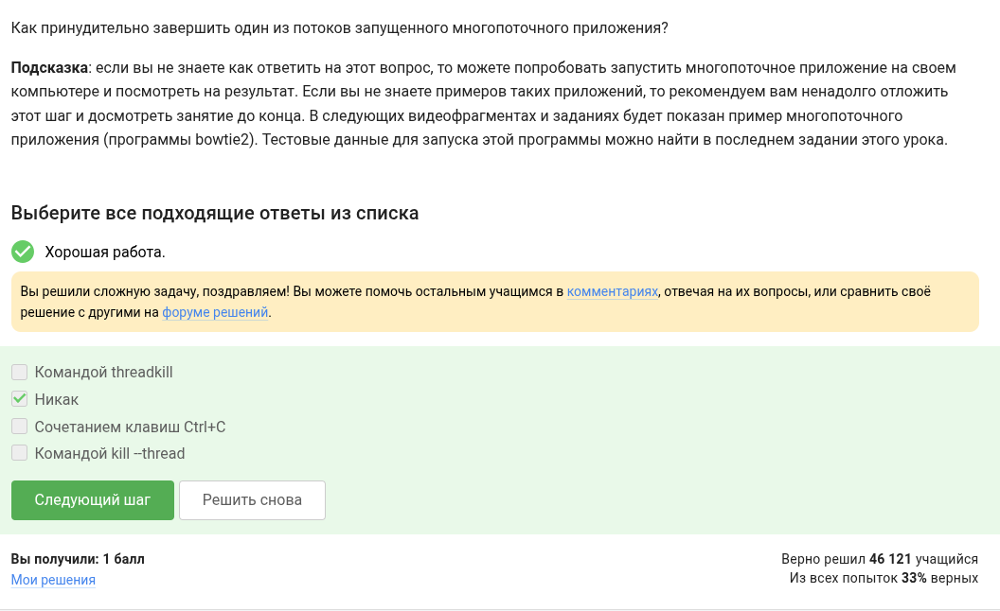 Как принудительно завершить один из потоков запущенного многопоточного приложения?
Подсказка: если вы не знаете как ответить на этот вопрос, то можете попробовать запустить многопоточное приложение на своем
компьютере и посмотреть на результат. Если вы не знаете примеров таких приложений, то рекомендуем вам ненадолго отложить
этот шаг и досмотреть занятие до конца. В следующих видеофрагментах и заданиях будет показан пример многопоточного
приложения (программы bowtie2). Тестовые данные для запуска этой программы можно найти в последнем задании этого урока.
Выберите все подходящие ответы из списка
Хорошая работа.
Вы решили сложную задачу, поздравляем! Вы можете помочь остальным учащимся в комментариях, отвечая на их вопросы, или сравнить своё
решение с другими на форуме решений.
Командой threadkill
Никак
Сочетанием клавиш Ctrl+C
Командой kill --thread
Следующий шаг Решить снова
Вы получили: 1 балл
Мои решения
Верно решил 46 121 учащийся
Из всех попыток 33% верных